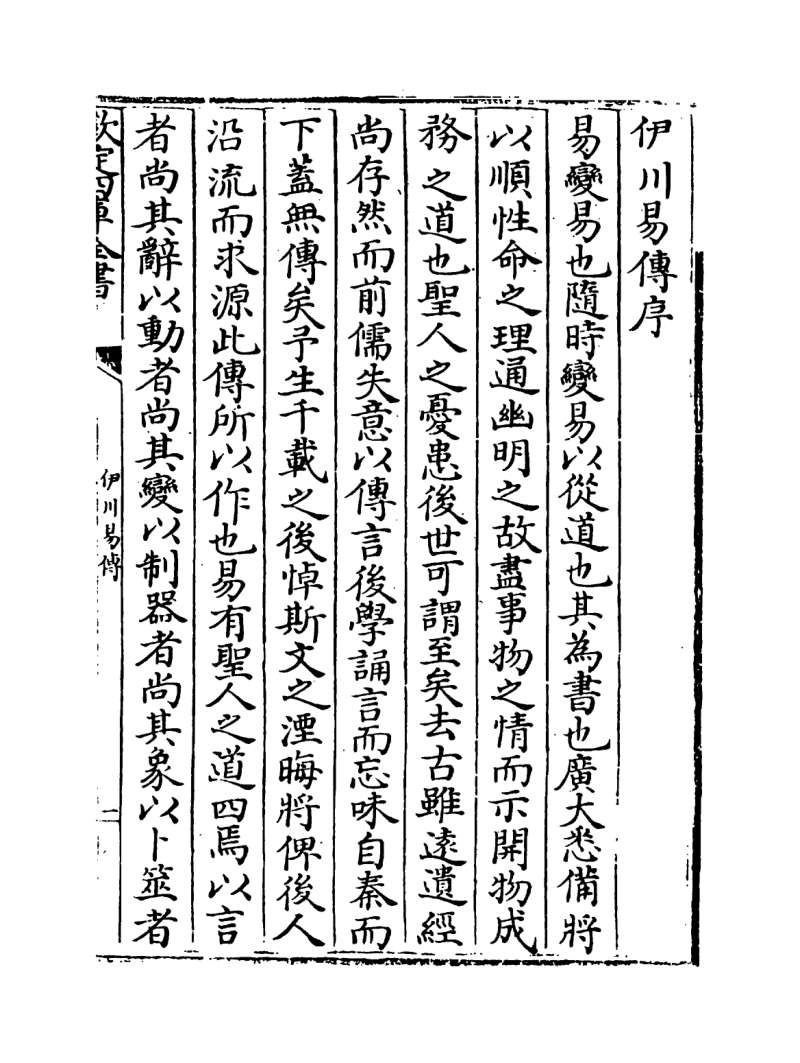 伊川易傳序
易變易也隨時變易以從道也其為書也廣大悉備將
以順性命之理通幽明之故盡事物之情而示開物成
務之道也聖人之憂患後世可謂至矣去古雖遠遺經
尚存然而前儒失意以傳言後學誦言而忘味自秦而
下蓋無傳矣予生千載之後悼斯文之湮晦將俾後人
沿流而求源此傳所以作也易有聖人之道四焉以言
者尚其辭以動者尚其變以制器者尚其象以卜筮者
欽定四庫全書
伊川易傳
一